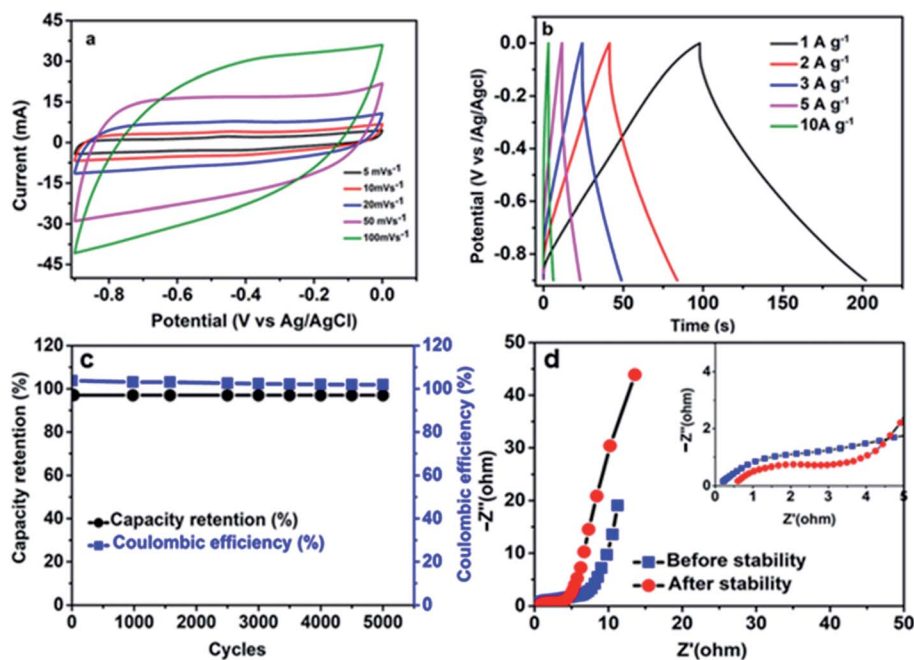 a
45
30
15
0
-15
-30
-45
Current (mA)
-0.8
-0.6
-0.4
-0.2
0.0
Potential (V vs Ag/AgCl)
5 mVs-1
10mVs-1
20mVs-1
50 mVs-1
100mVs-1
b
0.0
-0.2
-0.4
-0.6
-0.8
Potential (V vs /Ag/Agcl)
0
50
100
150
200
Time (s)
1 A g-1
2 A g-1
3 A g-1
5 A g-1
10A g-1
c
120
100
80
60
40
20
0
Capacity retention (%)
0 1000 2000 3000 4000 5000
Cycles
120
100
80
60
40
20
0
Coulombic efficiency (%)
Capacity retention (%)
Coulombic efficiency (%)
d
50
40
30
20
10
0
-Z''(ohm)
0 10 20 30 40 50
Z'(ohm)
Before stability
After stability
4
2
0
-Z''(ohm)
0 1 2 3 4 5
Z'(ohm)